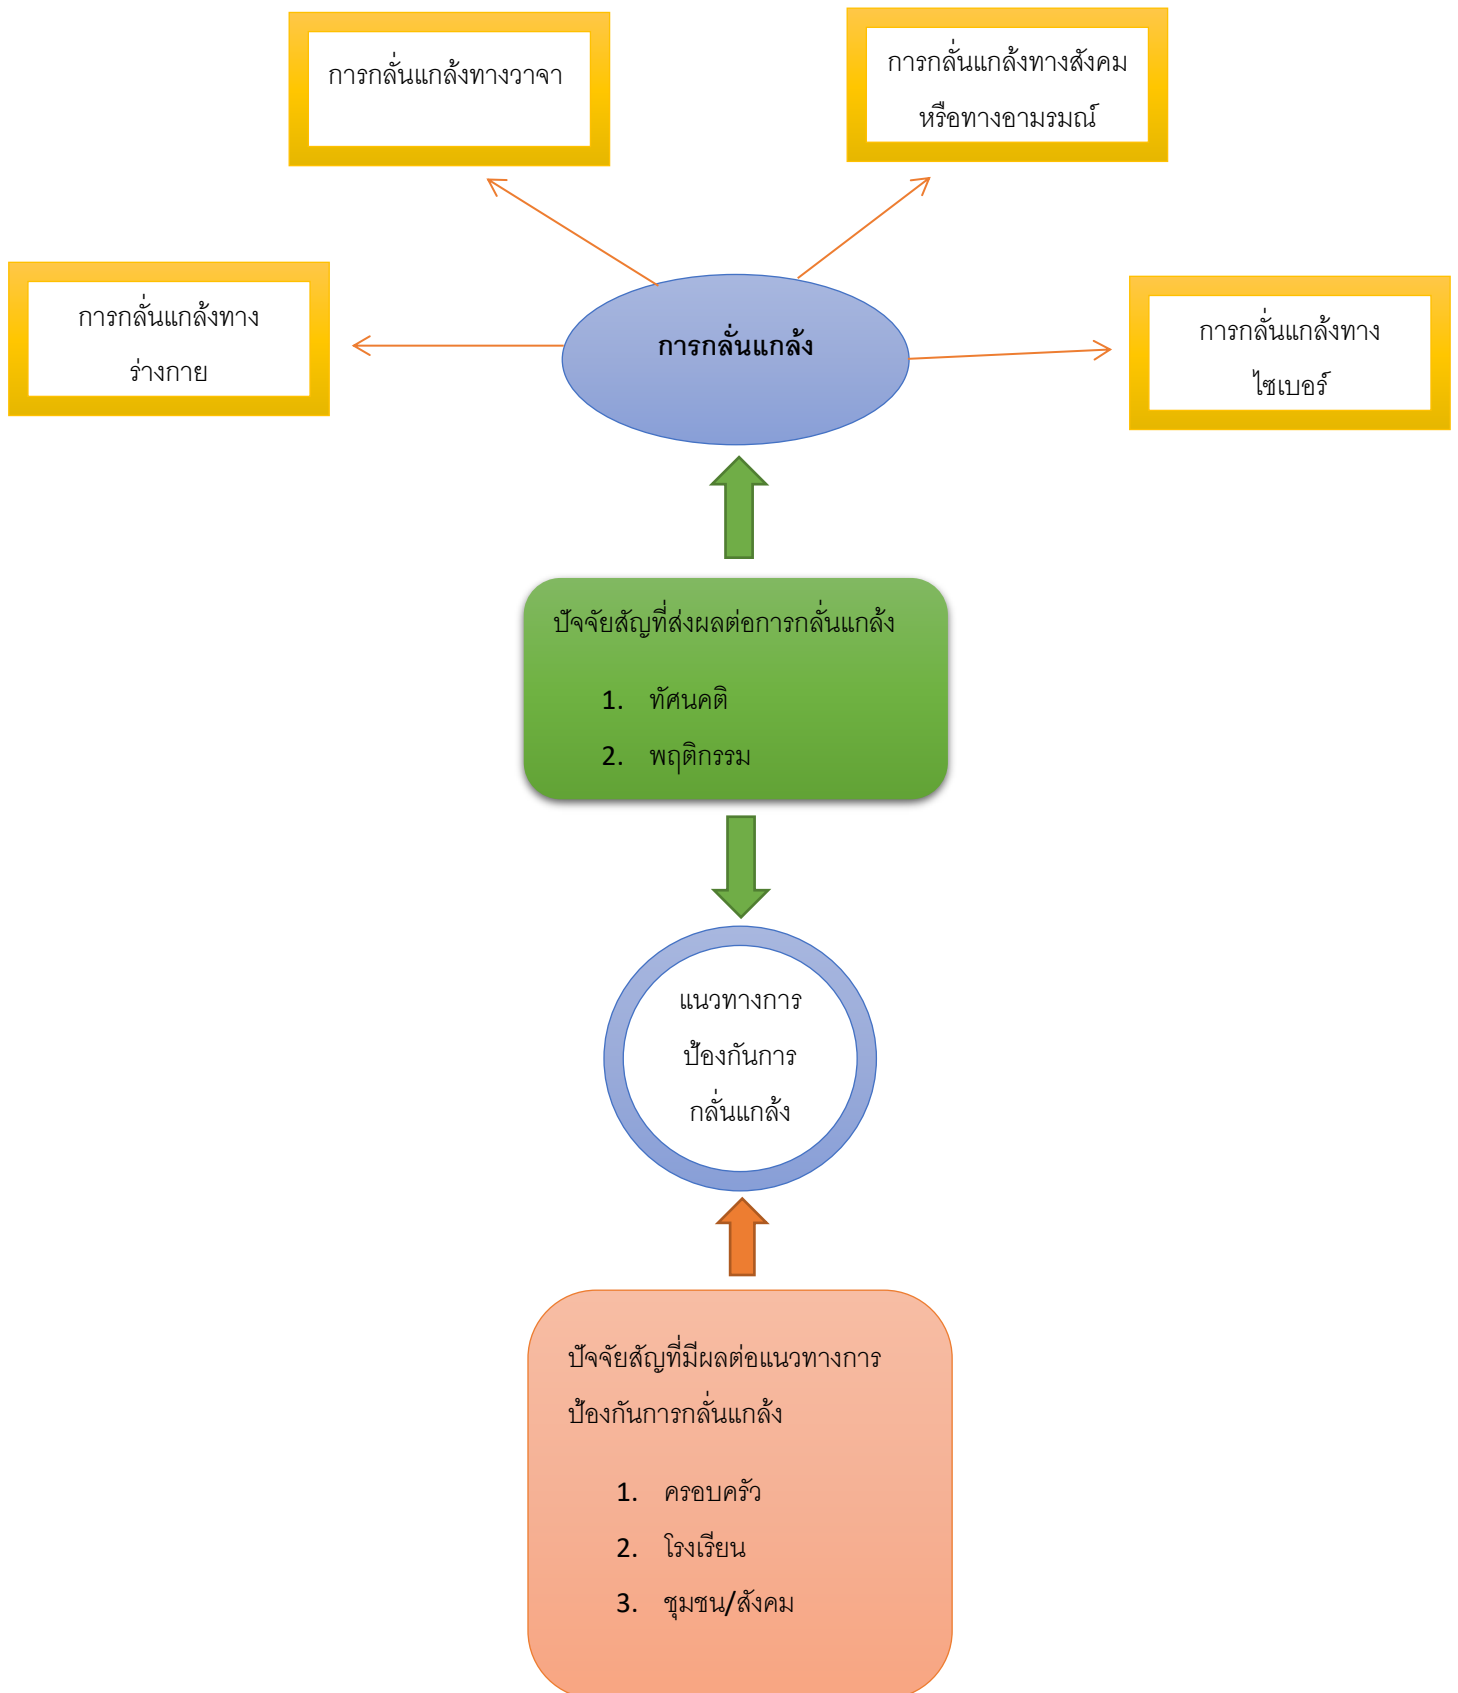 การกลั่นแกล้งทางวาจา
การกลั่นแกล้งทางสังคม
หรือทางอามรมณ์
การกลั่นแกล้งทาง
ร่างกาย
การกลั่นแกล้ง
การกลั่นแกล้งทาง
ไซเบอร์
ปัจจัยสัญที่ส่งผลต่อการกลั่นแกล้ง
1. ทัศนคติ
2. พฤติกรรม
แนวทางการ
ป้องกันการ
กลั่นแกล้ง
ปัจจัยสัญที่มีผลต่อแนวทางการ
ป้องกันการกลั่นแกล้ง
1. ครอบครัว
2. โรงเรียน
3. ชุมชน/สังคม